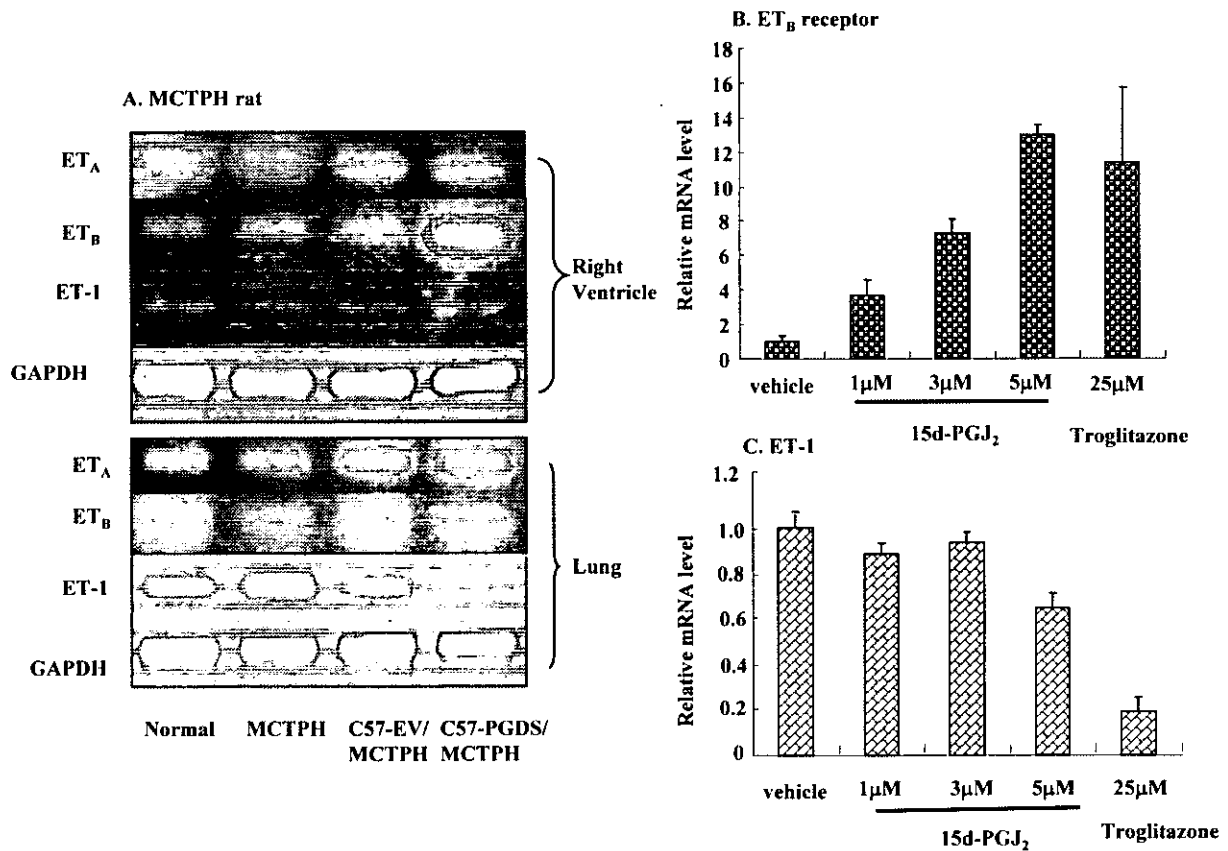 A. MCTPH rat
ET_A
ET_B
ET-1
GAPDH
Right
Ventricle
ET_A
ET_B
ET-1
GAPDH
Lung
Normal
MCTPH
C57-EV/
MCTPH
C57-PGDS/
MCTPH
B. ET_B receptor
Relative mRNA level
18
16
14
12
10
8
6
4
2
0
vehicle
1μM
3μM
5μM
25μM
15d-PGJ₂
Troglitazone
C. ET-1
Relative mRNA level
1.2
1.0
0.8
0.6
0.4
0.2
0
vehicle
1μM
3μM
5μM
25μM
15d-PGJ₂
Troglitazone